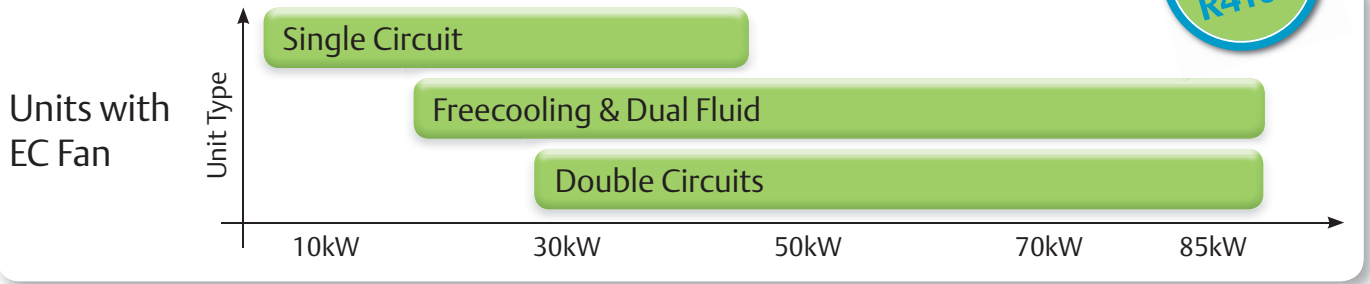 Single Circuit
Freecooling & Dual Fluid
Double Circuits
Units with
EC Fan
Unit Type
10kW
30kW
50kW
70kW
85kW